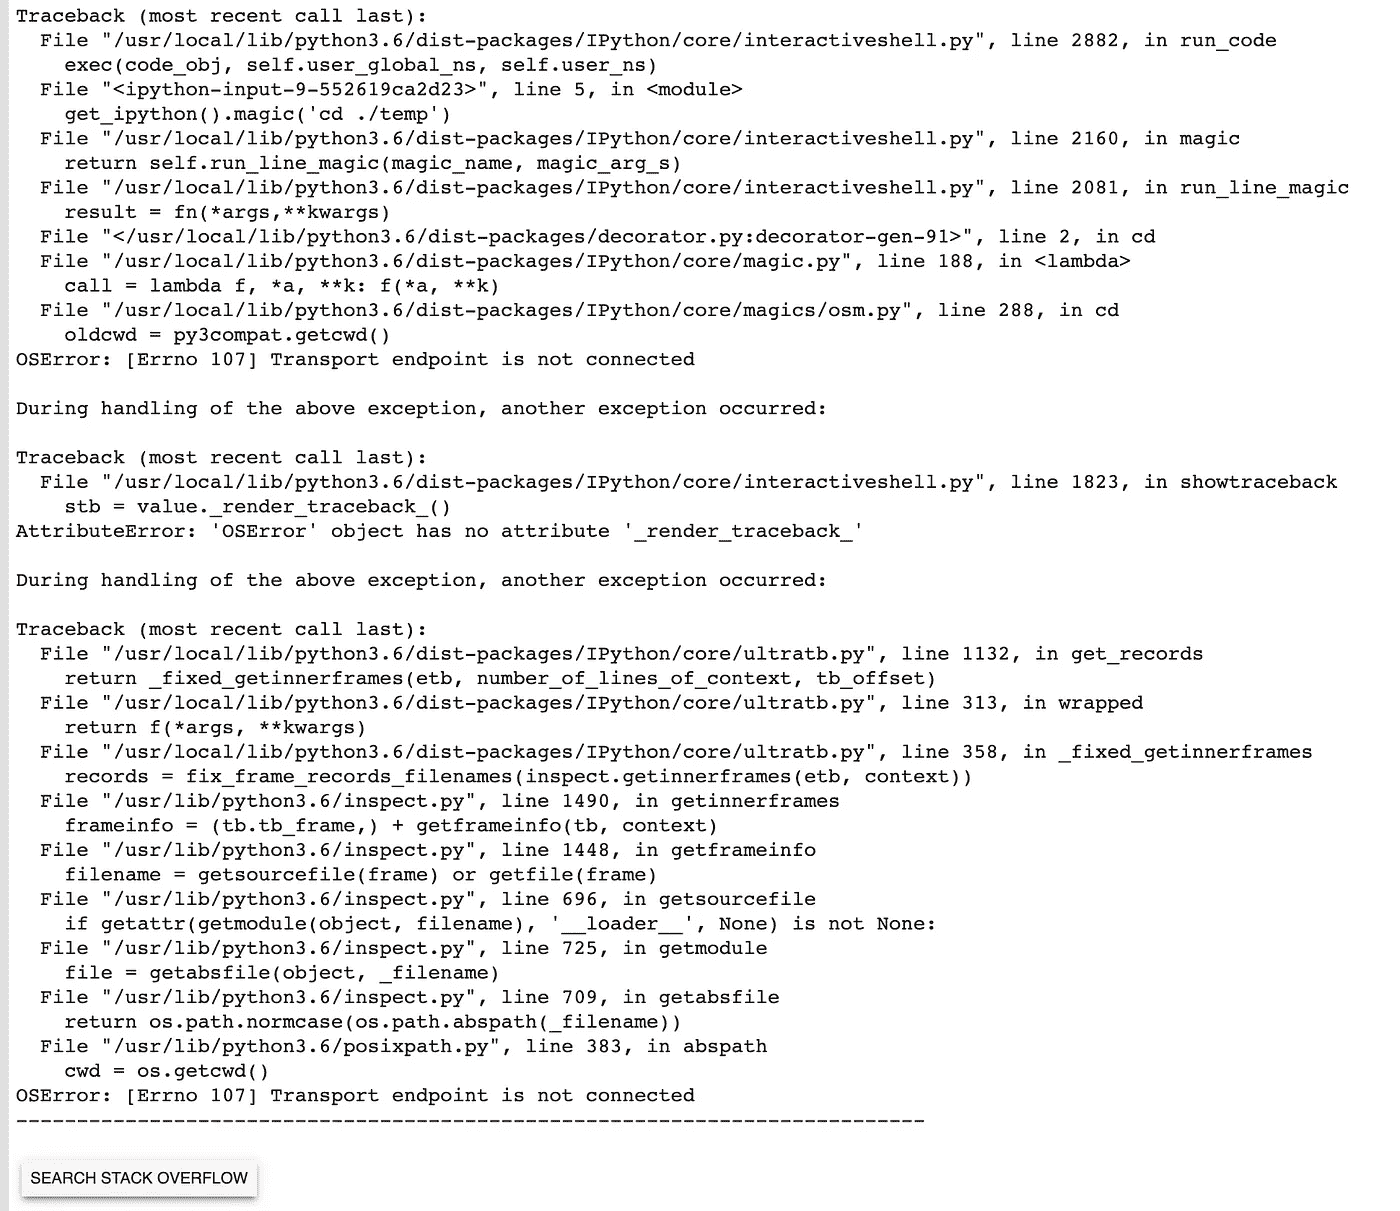 Traceback (most recent call last):
  File "/usr/local/lib/python3.6/dist-packages/IPython/core/interactiveshell.py", line 2882, in run_code
    exec(code_obj, self.user_global_ns, self.user_ns)
  File "<ipython-input-9-552619ca2d23>", line 5, in <module>
    get_ipython().magic('cd ./temp')
  File "/usr/local/lib/python3.6/dist-packages/IPython/core/interactiveshell.py", line 2160, in magic
    return self.run_line_magic(magic_name, magic_arg_s)
  File "/usr/local/lib/python3.6/dist-packages/IPython/core/interactiveshell.py", line 2081, in run_line_magic
    result = fn(*args,**kwargs)
  File "</usr/local/lib/python3.6/dist-packages/decorator.py:decorator-gen-91>", line 2, in cd
  File "/usr/local/lib/python3.6/dist-packages/IPython/core/magic.py", line 188, in <lambda>
    call = lambda f, *a, **k: f(*a, **k)
  File "/usr/local/lib/python3.6/dist-packages/IPython/core/magics/osm.py", line 288, in cd
    oldcwd = py3compat.getcwd()
OSError: [Errno 107] Transport endpoint is not connected

During handling of the above exception, another exception occurred:

Traceback (most recent call last):
  File "/usr/local/lib/python3.6/dist-packages/IPython/core/interactiveshell.py", line 1823, in showtraceback
    stb = value._render_traceback_()
AttributeError: 'OSError' object has no attribute '_render_traceback_'

During handling of the above exception, another exception occurred:

Traceback (most recent call last):
  File "/usr/local/lib/python3.6/dist-packages/IPython/core/ultratb.py", line 1132, in get_records
    return _fixed_getinnerframes(etb, number_of_lines_of_context, tb_offset)
  File "/usr/local/lib/python3.6/dist-packages/IPython/core/ultratb.py", line 313, in wrapped
    return f(*args, **kwargs)
  File "/usr/local/lib/python3.6/dist-packages/IPython/core/ultratb.py", line 358, in _fixed_getinnerframes
    records = fix_frame_records_filenames(inspect.getinnerframes(etb, context))
  File "/usr/lib/python3.6/inspect.py", line 1490, in getinnerframes
    frameinfo = (tb.tb_frame,) + getframeinfo(tb, context)
  File "/usr/lib/python3.6/inspect.py", line 1448, in getframeinfo
    filename = getsourcefile(frame) or getfile(frame)
  File "/usr/lib/python3.6/inspect.py", line 696, in getsourcefile
    if getattr(getmodule(object, filename), '__loader__', None) is not None:
  File "/usr/lib/python3.6/inspect.py", line 725, in getmodule
    file = getabsfile(object, _filename)
  File "/usr/lib/python3.6/inspect.py", line 709, in getabsfile
    return os.path.normcase(os.path.abspath(_filename))
  File "/usr/lib/python3.6/posixpath.py", line 383, in abspath
    cwd = os.getcwd()
OSError: [Errno 107] Transport endpoint is not connected
---------------------------------------------------------------------------
SEARCH STACK OVERFLOW